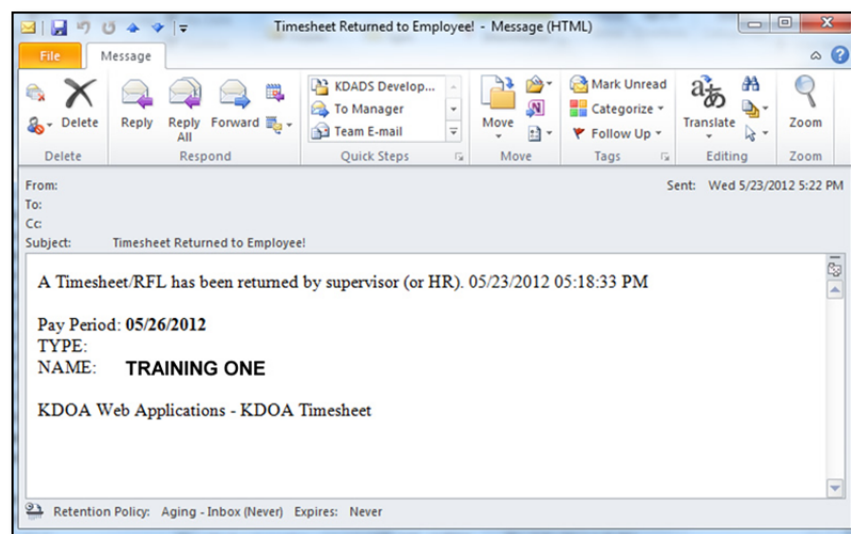 Timesheet Returned to Employee! - Message (HTML)
File Message
Delete
Reply
Reply All
Forward
KDADS Develop...
To Manager
Team E-mail
Move
Mark Unread
Categorize
Follow Up
Translate
Zoom
Delete Respond Quick Steps Move Tags Editing Zoom
From: Sent: Wed 5/23/2012 5:22 PM
To:
Cc:
Subject: Timesheet Returned to Employee!
A Timesheet/RFL has been returned by supervisor (or HR). 05/23/2012 05:18:33 PM
Pay Period: 05/26/2012
TYPE:
NAME: TRAINING ONE
KDOA Web Applications - KDOA Timesheet
Retention Policy: Aging - Inbox (Never) Expires: Never